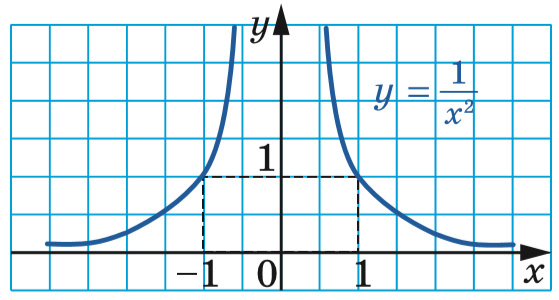 y
y = 1/x²
1
−1 0 1 x